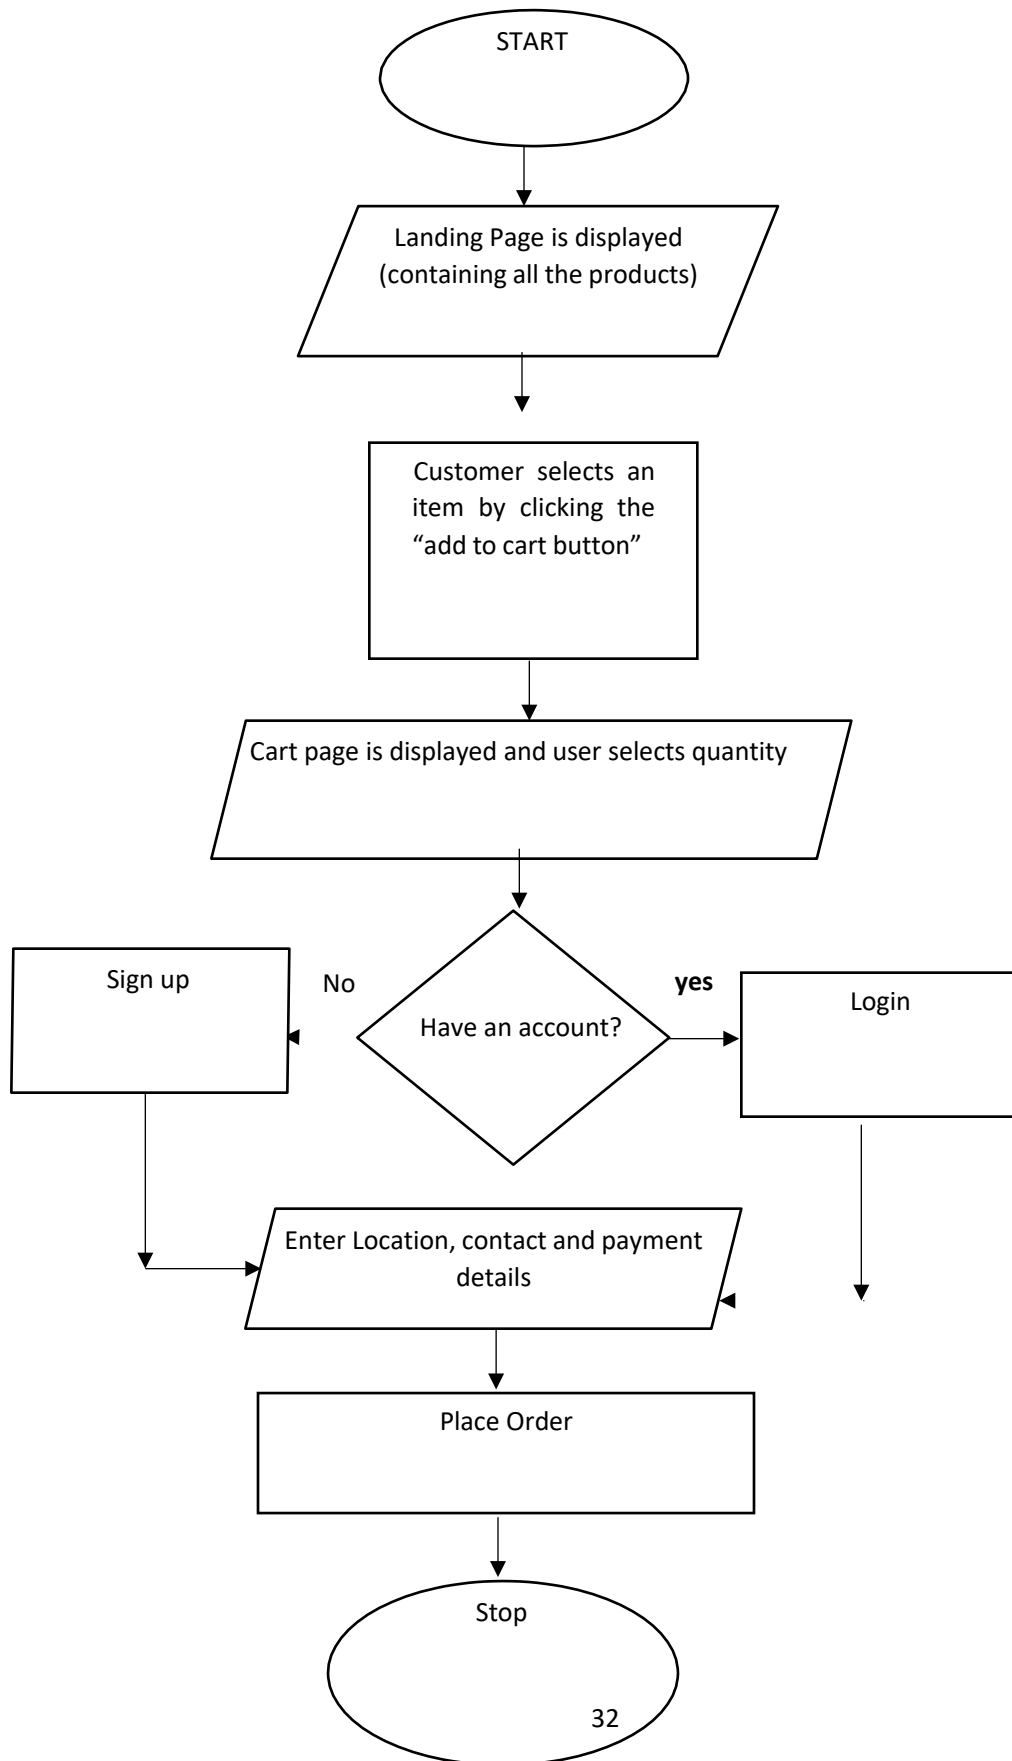 START
Landing Page is displayed
(containing all the products)
Customer selects an
item by clicking the
“add to cart button”
Cart page is displayed and user selects quantity
Sign up
No
Have an account?
yes
Login
Enter Location, contact and payment
details
Place Order
Stop
32